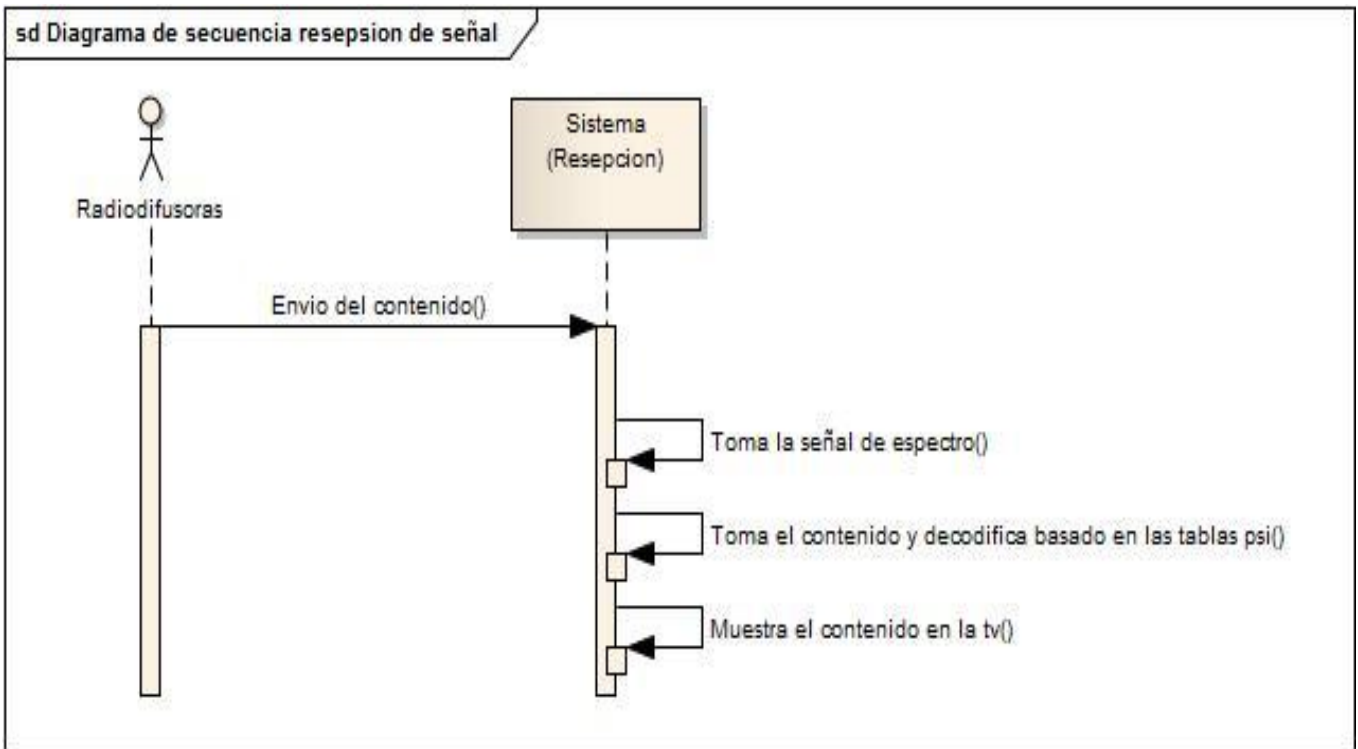 sd Diagrama de secuencia resepsion de señal
Sistema
(Resepcion)
Radiodifusoras
Envio del contenido()
Toma la señal de espectro()
Toma el contenido y decodifica basado en las tablas psi()
Muestra el contenido en la tv()